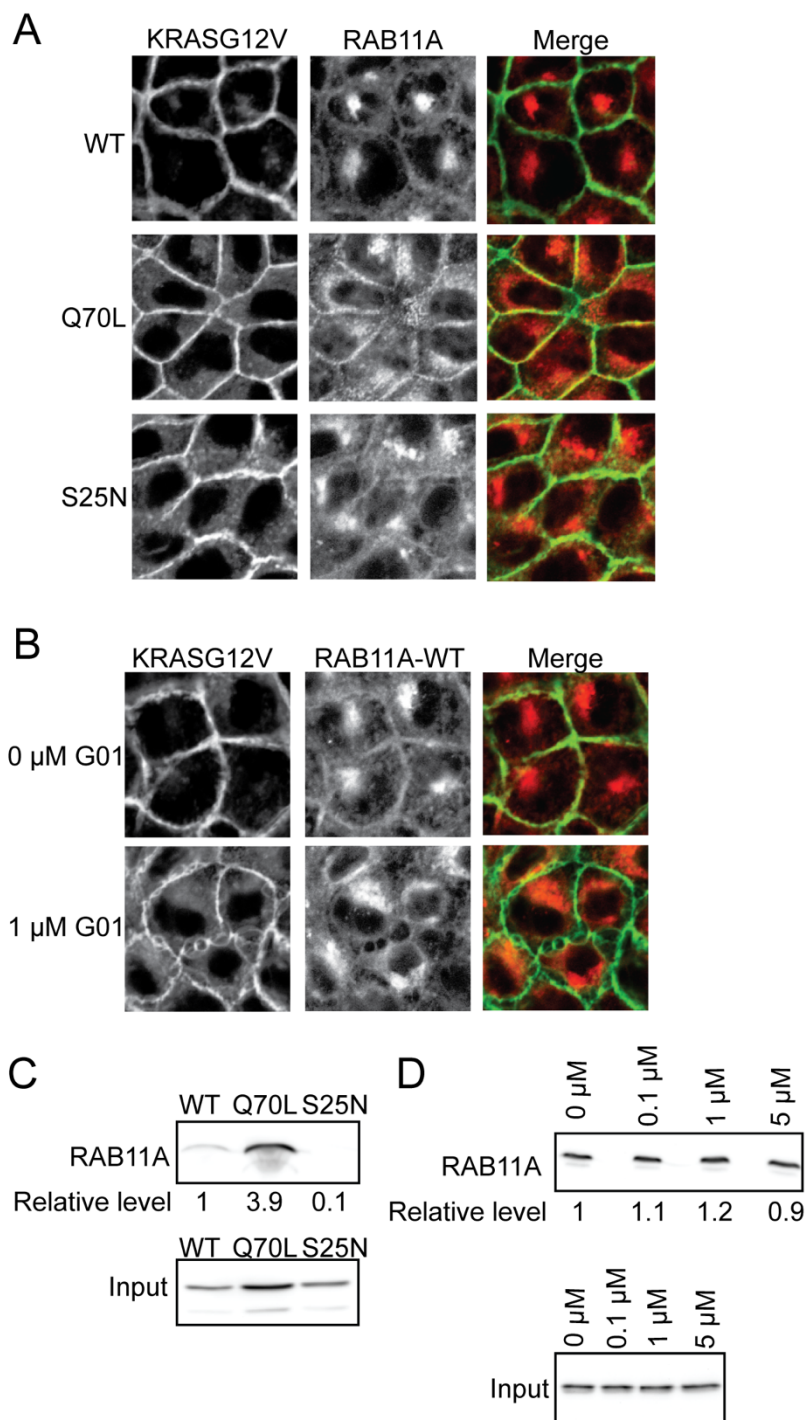 A
KRASG12V RAB11A Merge
WT
Q70L
S25N
B
KRASG12V RAB11A-WT Merge
0 µM G01
1 µM G01
C
WT Q70L S25N
RAB11A
Relative level 1 3.9 0.1
WT Q70L S25N
Input
D
0 µM 0.1 µM 1 µM 5 µM
RAB11A
Relative level 1 1.1 1.2 0.9
0 µM 0.1 µM 1 µM 5 µM
Input